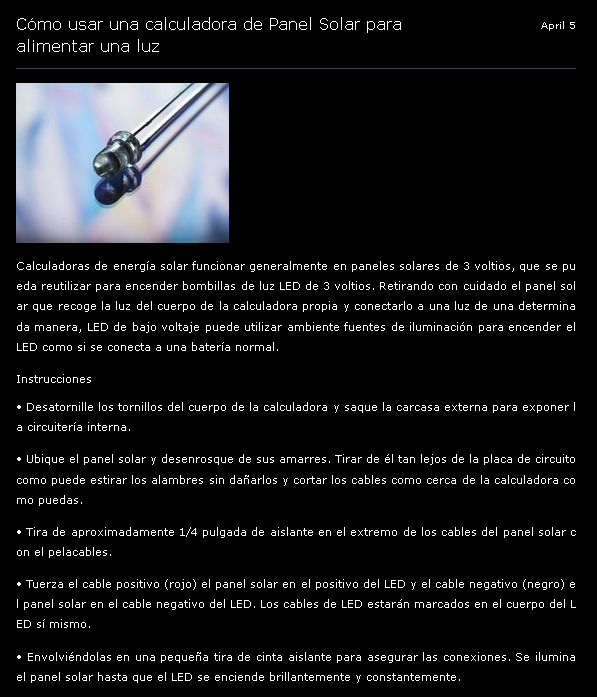 Cómo usar una calculadora de Panel Solar para
alimentar una luz
April 5
Calculadoras de energía solar funcionar generalmente en paneles solares de 3 voltios, que se pu
eda reutilizar para encender bombillas de luz LED de 3 voltios. Retirando con cuidado el panel sol
ar que recoge la luz del cuerpo de la calculadora propia y conectarlo a una luz de una determina
da manera, LED de bajo voltaje puede utilizar ambiente fuentes de iluminación para encender el
LED como si se conecta a una batería normal.
Instrucciones
• Desatornille los tornillos del cuerpo de la calculadora y saque la carcasa externa para exponer l
a circuitería interna.
• Ubique el panel solar y desenrosque de sus amarres. Tirar de él tan lejos de la placa de circuito
como puede estirar los alambres sin dañarlos y cortar los cables como cerca de la calculadora co
mo puedas.
• Tira de aproximadamente 1/4 pulgada de aislante en el extremo de los cables del panel solar c
on el pelacables.
• Tuerza el cable positivo (rojo) el panel solar en el positivo del LED y el cable negativo (negro) e
l panel solar en el cable negativo del LED. Los cables de LED estarán marcados en el cuerpo del L
ED sí mismo.
• Envolviéndolas en una pequeña tira de cinta aislante para asegurar las conexiones. Se ilumina
el panel solar hasta que el LED se enciende brillantemente y constantemente.